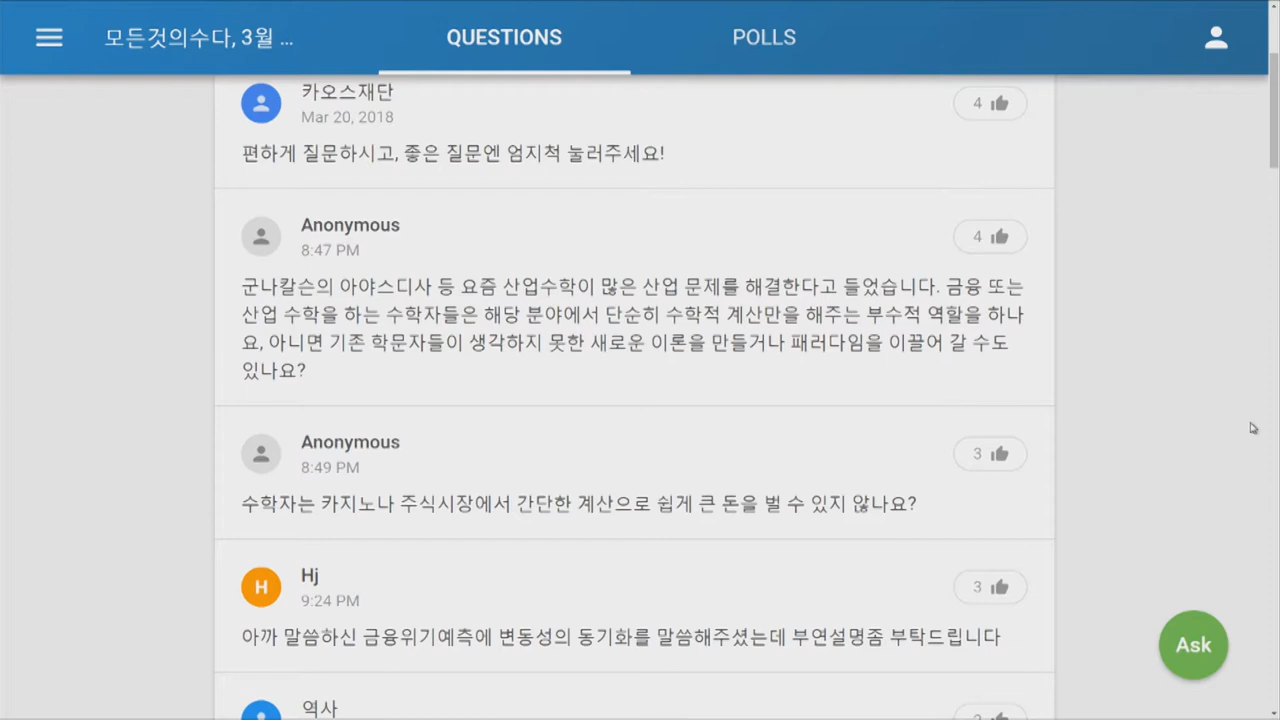 모든것의수다, 3월 ...
QUESTIONS
POLLS
카오스재단
Mar 20, 2018
4
편하게 질문하시고, 좋은 질문엔 엄지척 눌러주세요!
Anonymous
8:47 PM
4
군나칼슨의 아야스디사 등 요즘 산업수학이 많은 산업 문제를 해결한다고 들었습니다. 금융 또는
산업 수학을 하는 수학자들은 해당 분야에서 단순히 수학적 계산만을 해주는 부수적 역할을 하나
요, 아니면 기존 학문자들이 생각하지 못한 새로운 이론을 만들거나 패러다임을 이끌어 갈 수도
있나요?
Anonymous
8:49 PM
3
수학자는 카지노나 주식시장에서 간단한 계산으로 쉽게 큰 돈을 벌 수 있지 않나요?
H
Hj
9:24 PM
3
아까 말씀하신 금융위기예측에 변동성의 동기화를 말씀해주셨는데 부연설명좀 부탁드립니다
Ask
역사